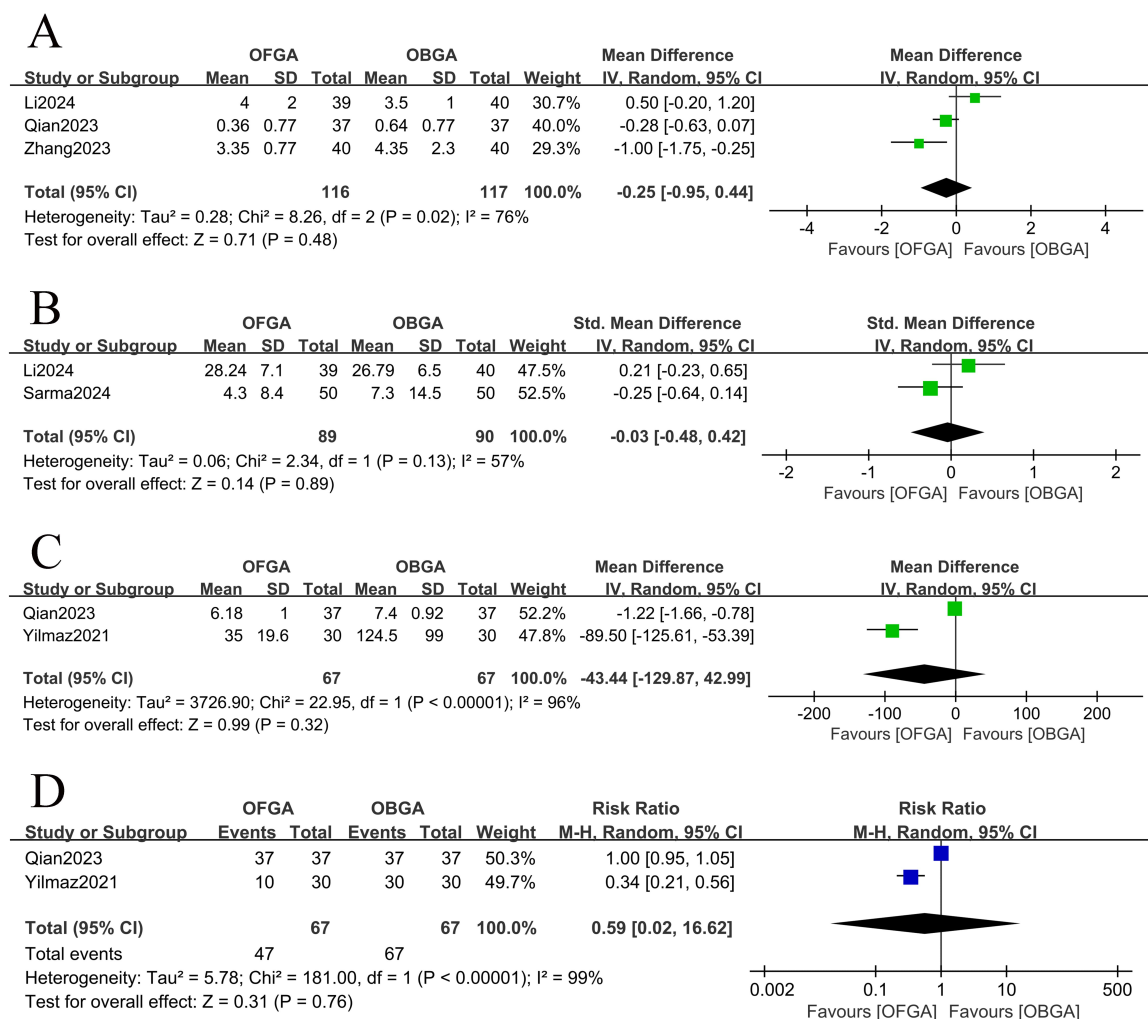 A
OFGA OBGA Mean Difference Mean Difference
Study or Subgroup Mean SD Total Mean SD Total Weight IV, Random, 95% CI IV, Random, 95% CI
Li2024 4 2 39 3.5 1 40 30.7% 0.50 [-0.20, 1.20]
Qian2023 0.36 0.77 37 0.64 0.77 37 40.0% -0.28 [-0.63, 0.07]
Zhang2023 3.35 0.77 40 4.35 2.3 40 29.3% -1.00 [-1.75, -0.25]
Total (95% CI) 116 117 100.0% -0.25 [-0.95, 0.44]
Heterogeneity: Tau² = 0.28; Chi² = 8.26, df = 2 (P = 0.02); I² = 76%
Test for overall effect: Z = 0.71 (P = 0.48)
-4 -2 0 2 4
Favours [OFGA] Favours [OBGA]
B
OFGA OBGA Std. Mean Difference Std. Mean Difference
Study or Subgroup Mean SD Total Mean SD Total Weight IV, Random, 95% CI IV, Random, 95% CI
Li2024 28.24 7.1 39 26.79 6.5 40 47.5% 0.21 [-0.23, 0.65]
Sarma2024 4.3 8.4 50 7.3 14.5 50 52.5% -0.25 [-0.64, 0.14]
Total (95% CI) 89 90 100.0% -0.03 [-0.48, 0.42]
Heterogeneity: Tau² = 0.06; Chi² = 2.34, df = 1 (P = 0.13); I² = 57%
Test for overall effect: Z = 0.14 (P = 0.89)
-2 -1 0 1 2
Favours [OFGA] Favours [OBGA]
C
OFGA OBGA Mean Difference Mean Difference
Study or Subgroup Mean SD Total Mean SD Total Weight IV, Random, 95% CI IV, Random, 95% CI
Qian2023 6.18 1 37 7.4 0.92 37 52.2% -1.22 [-1.66, -0.78]
Yilmaz2021 35 19.6 30 124.5 99 30 47.8% -89.50 [-125.61, -53.39]
Total (95% CI) 67 67 100.0% -43.44 [-129.87, 42.99]
Heterogeneity: Tau² = 3726.90; Chi² = 22.95, df = 1 (P < 0.00001); I² = 96%
Test for overall effect: Z = 0.99 (P = 0.32)
-200 -100 0 100 200
Favours [OFGA] Favours [OBGA]
D
OFGA OBGA Risk Ratio Risk Ratio
Study or Subgroup Events Total Events Total Weight M-H, Random, 95% CI M-H, Random, 95% CI
Qian2023 37 37 37 37 50.3% 1.00 [0.95, 1.05]
Yilmaz2021 10 30 30 30 49.7% 0.34 [0.21, 0.56]
Total (95% CI) 67 67 100.0% 0.59 [0.02, 16.62]
Total events 47 67
Heterogeneity: Tau² = 5.78; Chi² = 181.00, df = 1 (P < 0.00001); I² = 99%
Test for overall effect: Z = 0.31 (P = 0.76)
0.002 0.1 1 10 500
Favours [OFGA] Favours [OBGA]